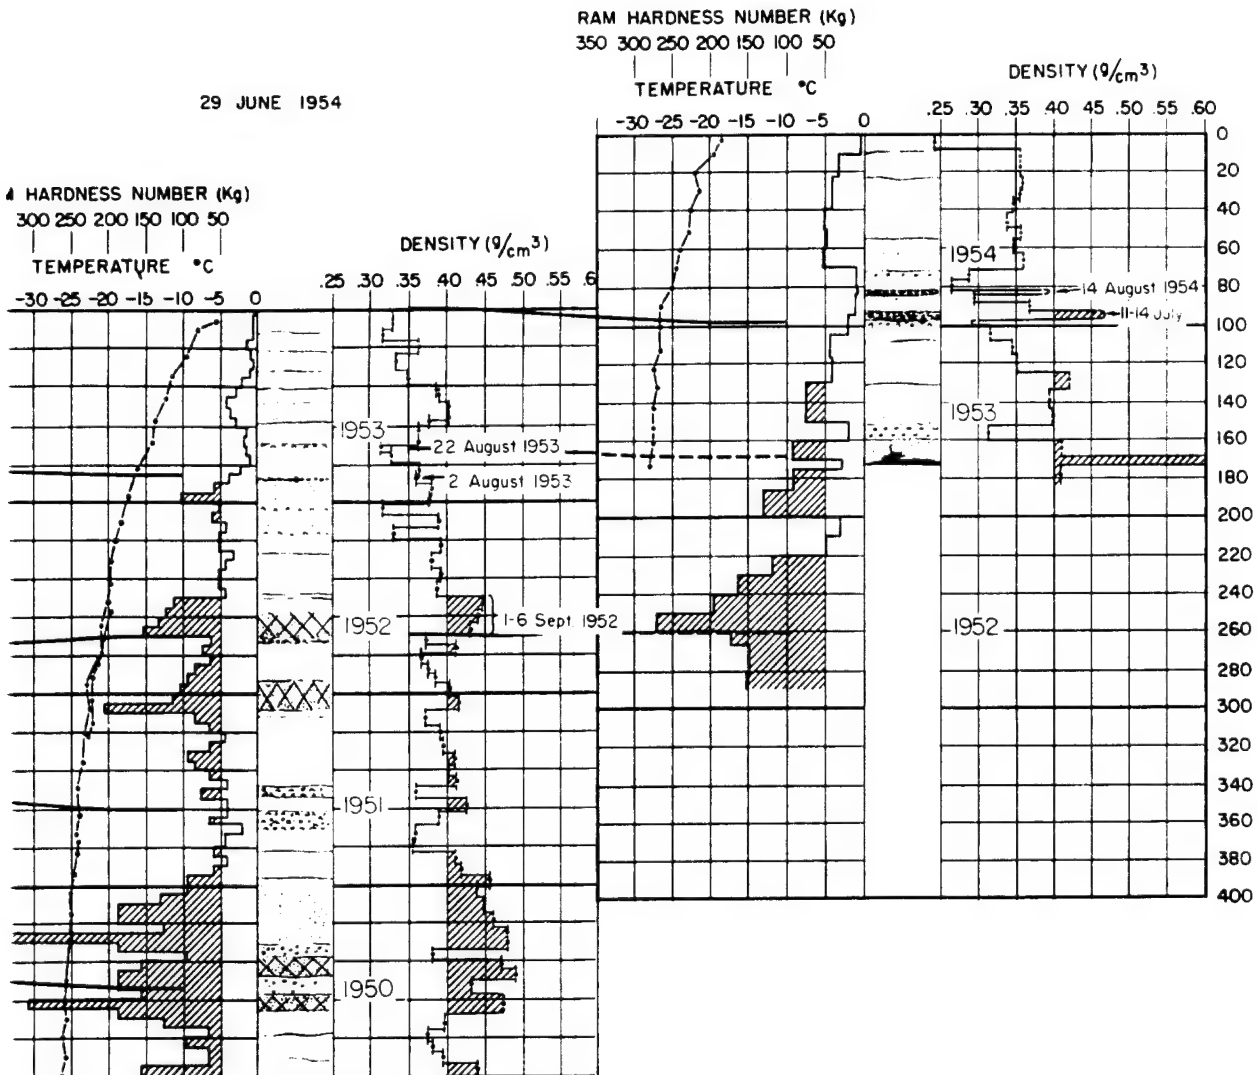 RAM HARDNESS NUMBER (Kg)
350 300 250 200 150 100 50
TEMPERATURE °C
DENSITY (g/cm³)
-30 -25 -20 -15 -10 -5 0
.25 .30 .35 .40 .45 .50 .55 .60
29 JUNE 1954
HARDNESS NUMBER (Kg)
300 250 200 150 100 50
TEMPERATURE °C
DENSITY (g/cm³)
-30 -25 -20 -15 -10 -5 0
.25 .30 .35 .40 .45 .50 .55
0
20
40
60
80
100
120
140
160
180
200
220
240
260
280
300
320
340
360
380
400
1954
14 August 1954
11-14 July
1953
1952
1953
22 August 1953
2 August 1953
1952
1-6 Sept. 1952
1951
1950